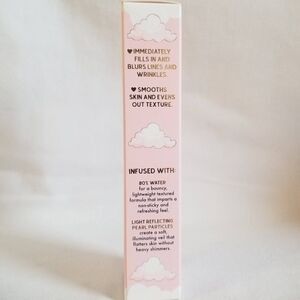 ♥ IMMEDIATELY
FILLS IN AND
BLURS LINES AND
WRINKLES.
♥ SMOOTHS
SKIN AND EVENS
OUT TEXTURE.
INFUSED WITH:
80% WATER
for a bouncy,
lightweight textured
formula that imparts a
non-sticky and
refreshing feel.
LIGHT REFLECTING
PEARL PARTICLES
create a soft,
illuminating veil that
flatters skin without
heavy shimmers.